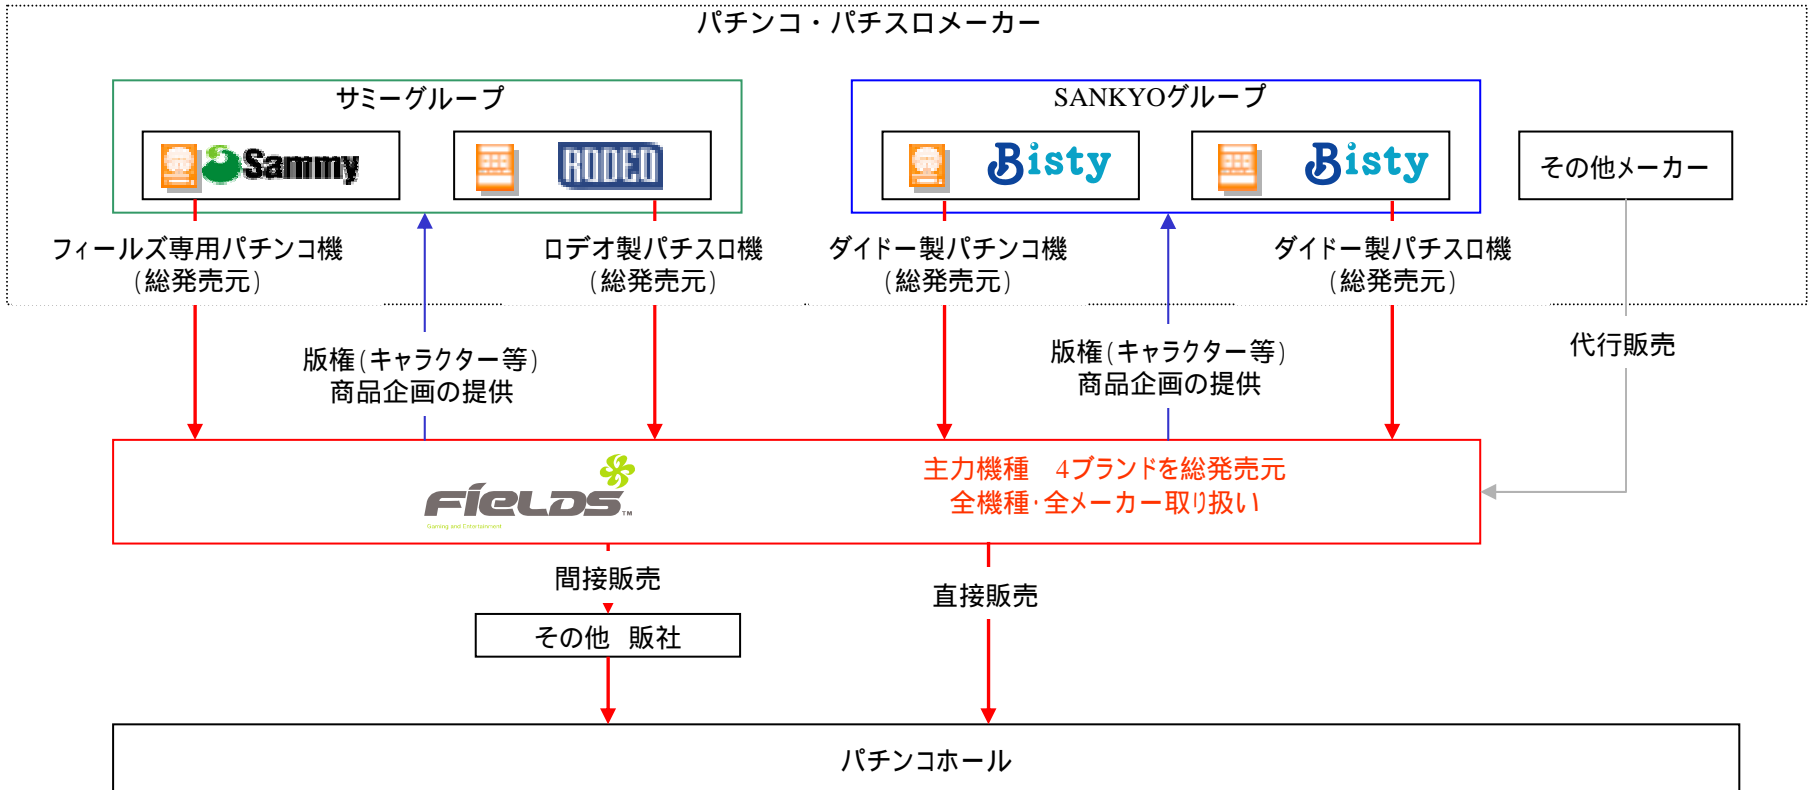 パチンコ・パチスロメーカー
サミーグループ
SANKYOグループ
Sammy
RODEO
Bisty
Bisty
その他メーカー
フィールズ専用パチンコ機
(総発売元)
ロデオ製パチスロ機
(総発売元)
ダイドー製パチンコ機
(総発売元)
ダイドー製パチスロ機
(総発売元)
版権(キャラクター等)
商品企画の提供
版権(キャラクター等)
商品企画の提供
代行販売
FIELDS™
Gaming and Entertainment
主力機種　4ブランドを総発売元
全機種・全メーカー取り扱い
間接販売
直接販売
その他　販社
パチンコホール